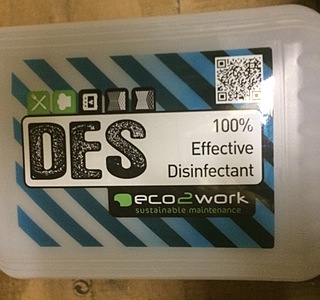 DES
100%
Effective
Disinfectant
eco2work
sustainable maintenance